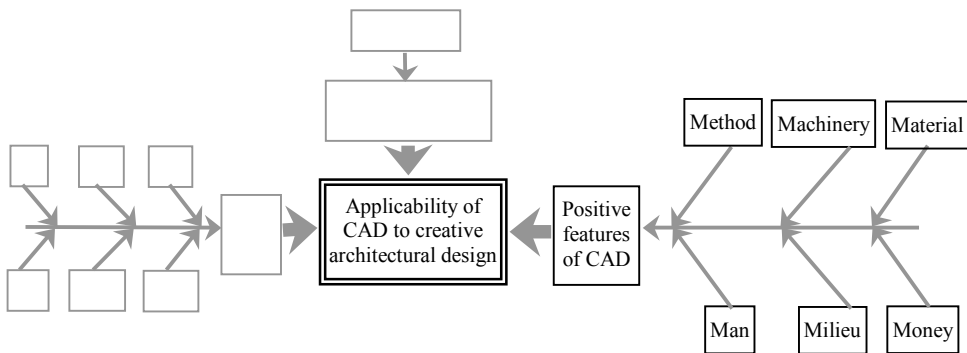 Method
Machinery
Material
Applicability of
CAD to creative
architectural design
Positive
features
of CAD
Man
Milieu
Money